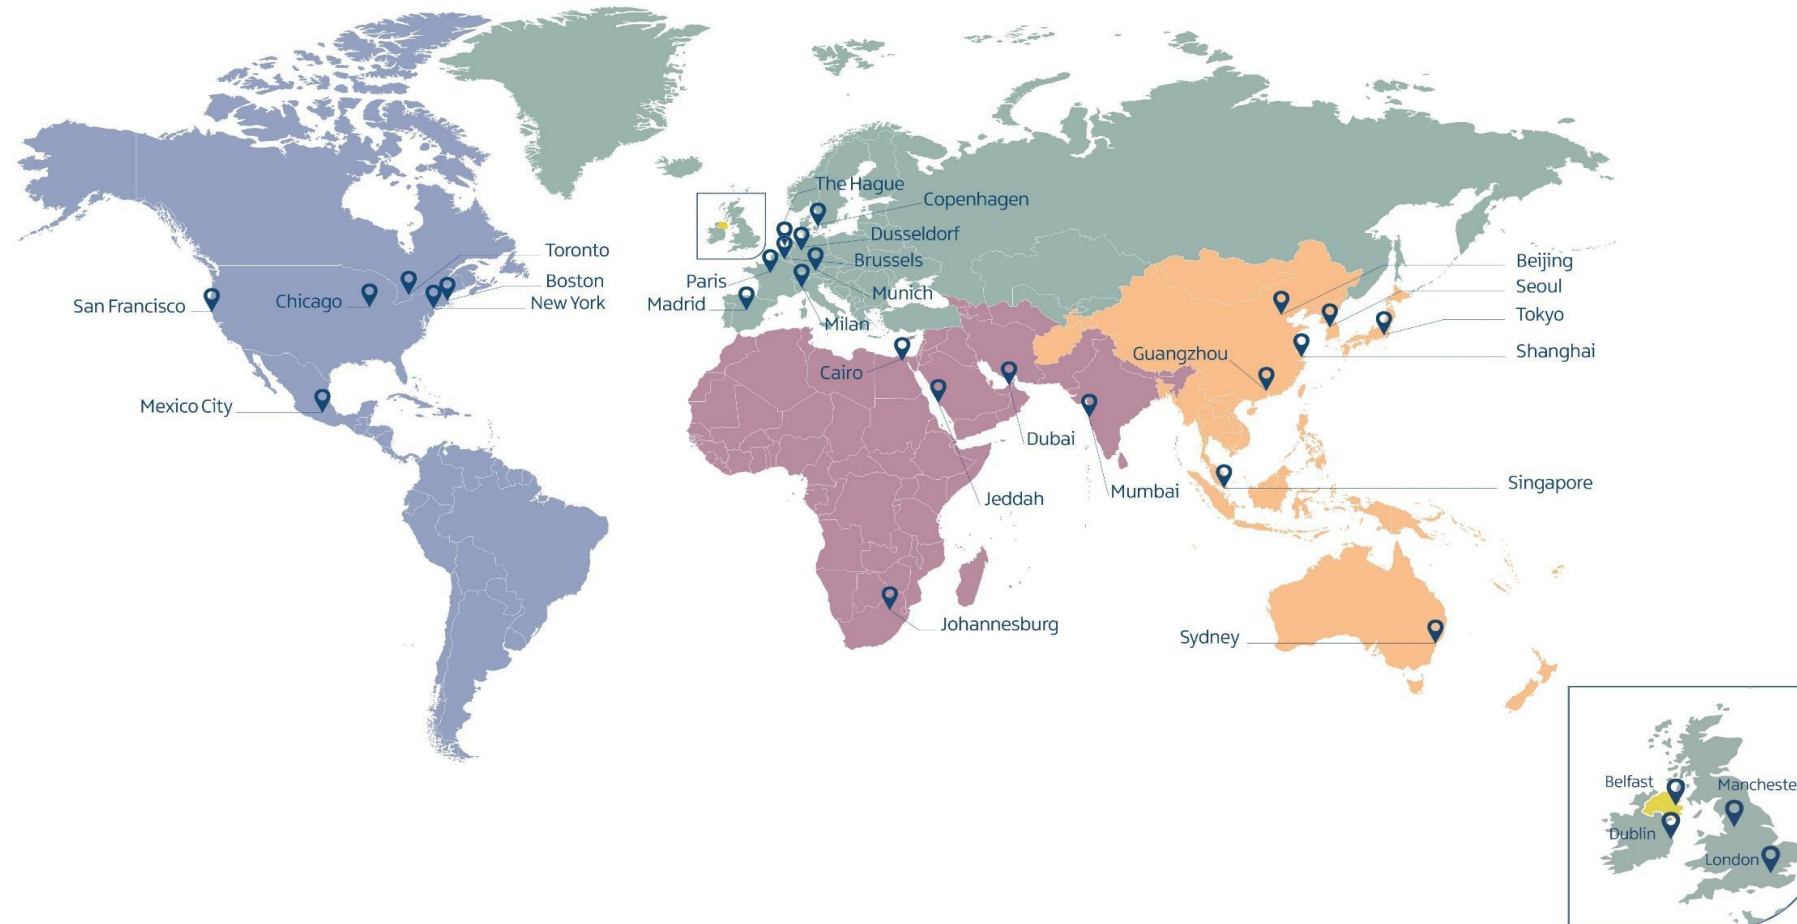 The Hague
Copenhagen
Dusseldorf
Brussels
Paris
Munich
Madrid
Milan
Toronto
Boston
New York
San Francisco
Chicago
Mexico City
Beijing
Seoul
Tokyo
Shanghai
Guangzhou
Cairo
Dubai
Mumbai
Jeddah
Singapore
Johannesburg
Sydney
Belfast
Mancheste
Dublin
London